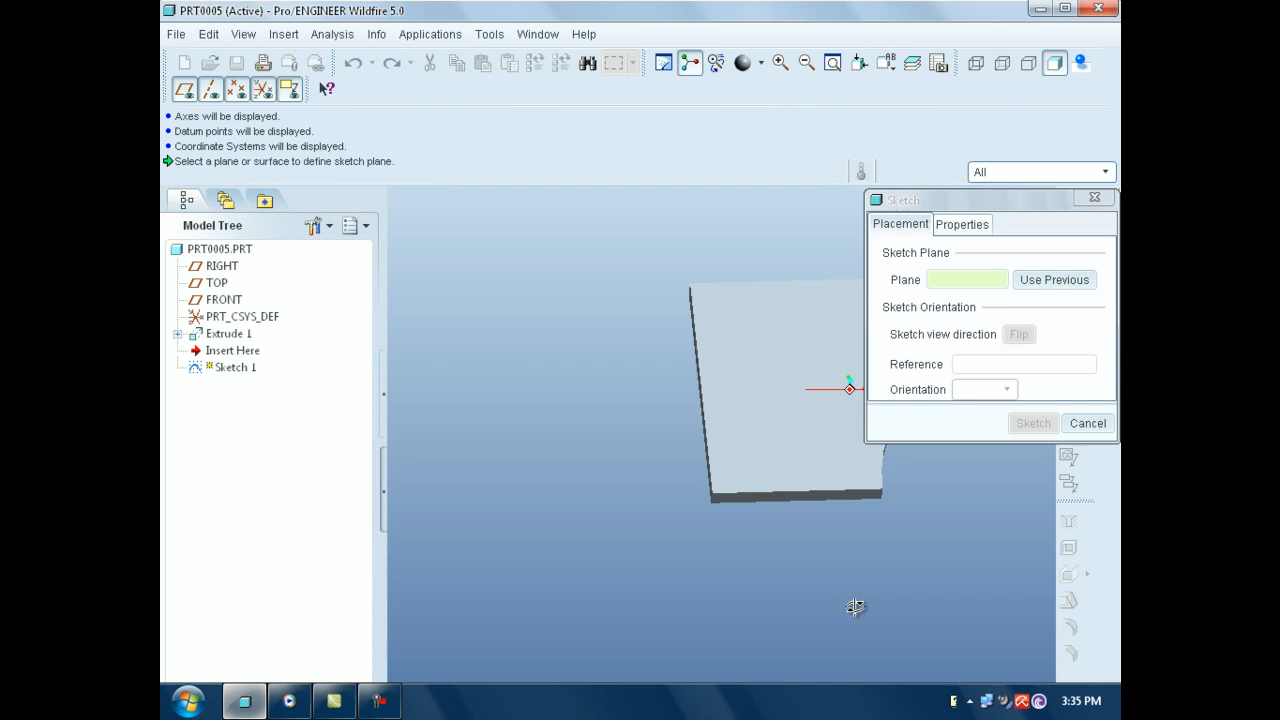 PRT0005 (Active) - Pro/ENGINEER Wildfire 5.0
File Edit View Insert Analysis Info Applications Tools Window Help
Axes will be displayed.
Datum points will be displayed.
Coordinate Systems will be displayed.
Select a plane or surface to define sketch plane.
All
Model Tree
PRT0005.PRT
RIGHT
TOP
FRONT
PRT_CSYS_DEF
Extrude 1
Insert Here
Sketch 1
Sketch
Placement Properties
Sketch Plane
Plane Use Previous
Sketch Orientation
Sketch view direction Flip
Reference
Orientation
Sketch Cancel
3:35 PM